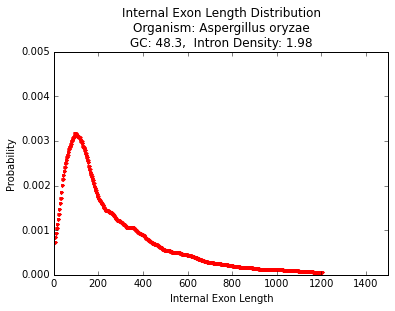 Internal Exon Length Distribution
Organism: Aspergillus oryzae
GC: 48.3,  Intron Density: 1.98
0.005
0.004
0.003
0.002
0.001
0.000
Probability
0 200 400 600 800 1000 1200 1400
Internal Exon Length